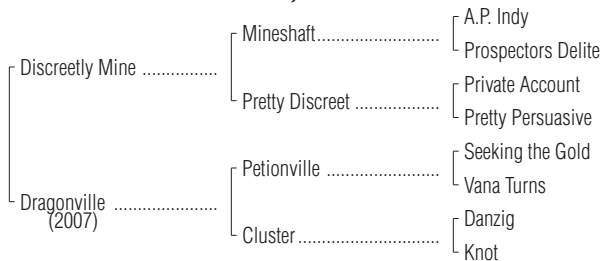 A.P. Indy
Mineshaft
Prospectors Delite
Discreetly Mine
Private Account
Pretty Discreet
Pretty Persuasive
Seeking the Gold
Petionville
Vana Turns
Dragonville
(2007)
Danzig
Cluster
Knot